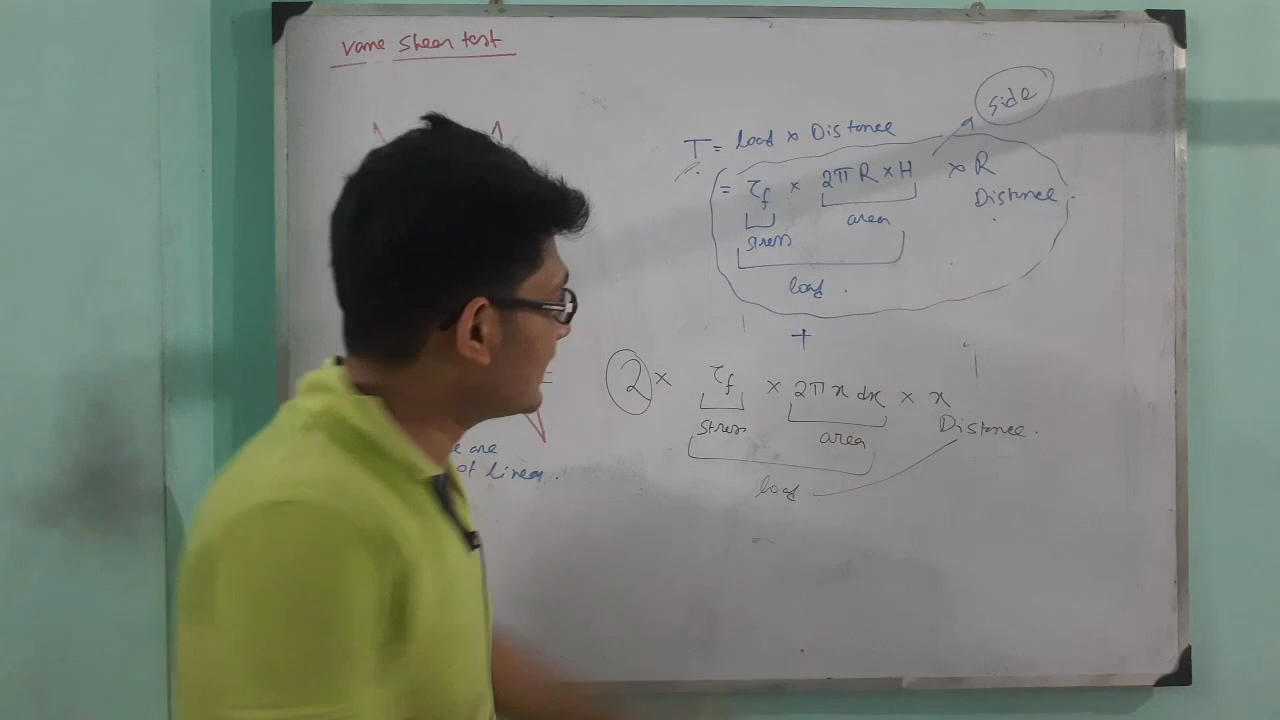 Vane Shear test
side
T = load × Distance
= τf × 2πR×H × R
Distance.
area
stress
load.
+
2 × τf × 2πx dx × x
stress
area
Distance.
load
e are
of linear.